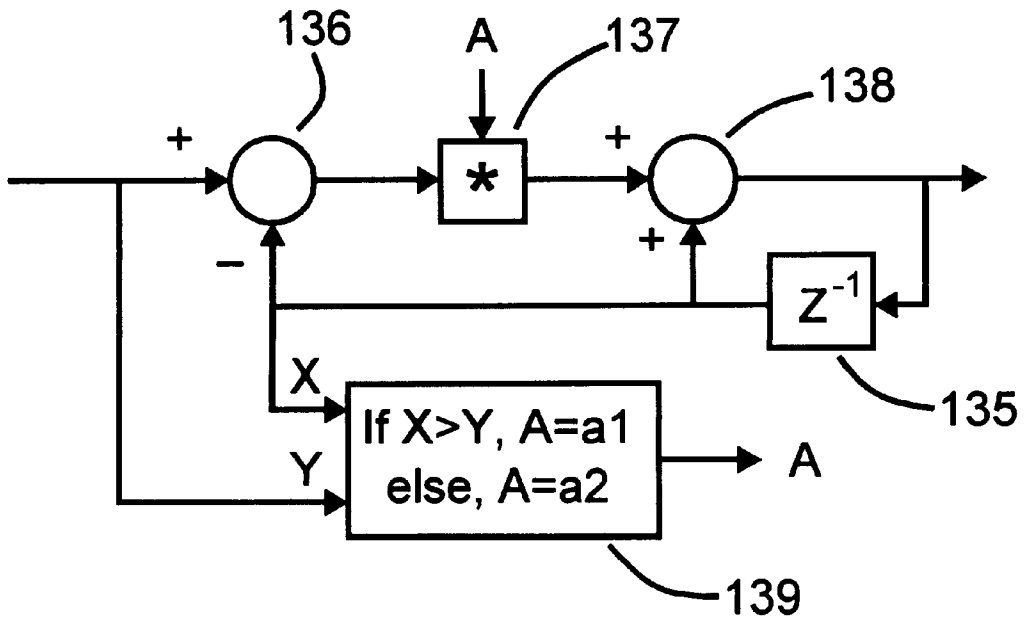 136
A
137
138
+
*
+
+
−
Z⁻¹
135
X
If X>Y, A=a1
else, A=a2
Y
A
139